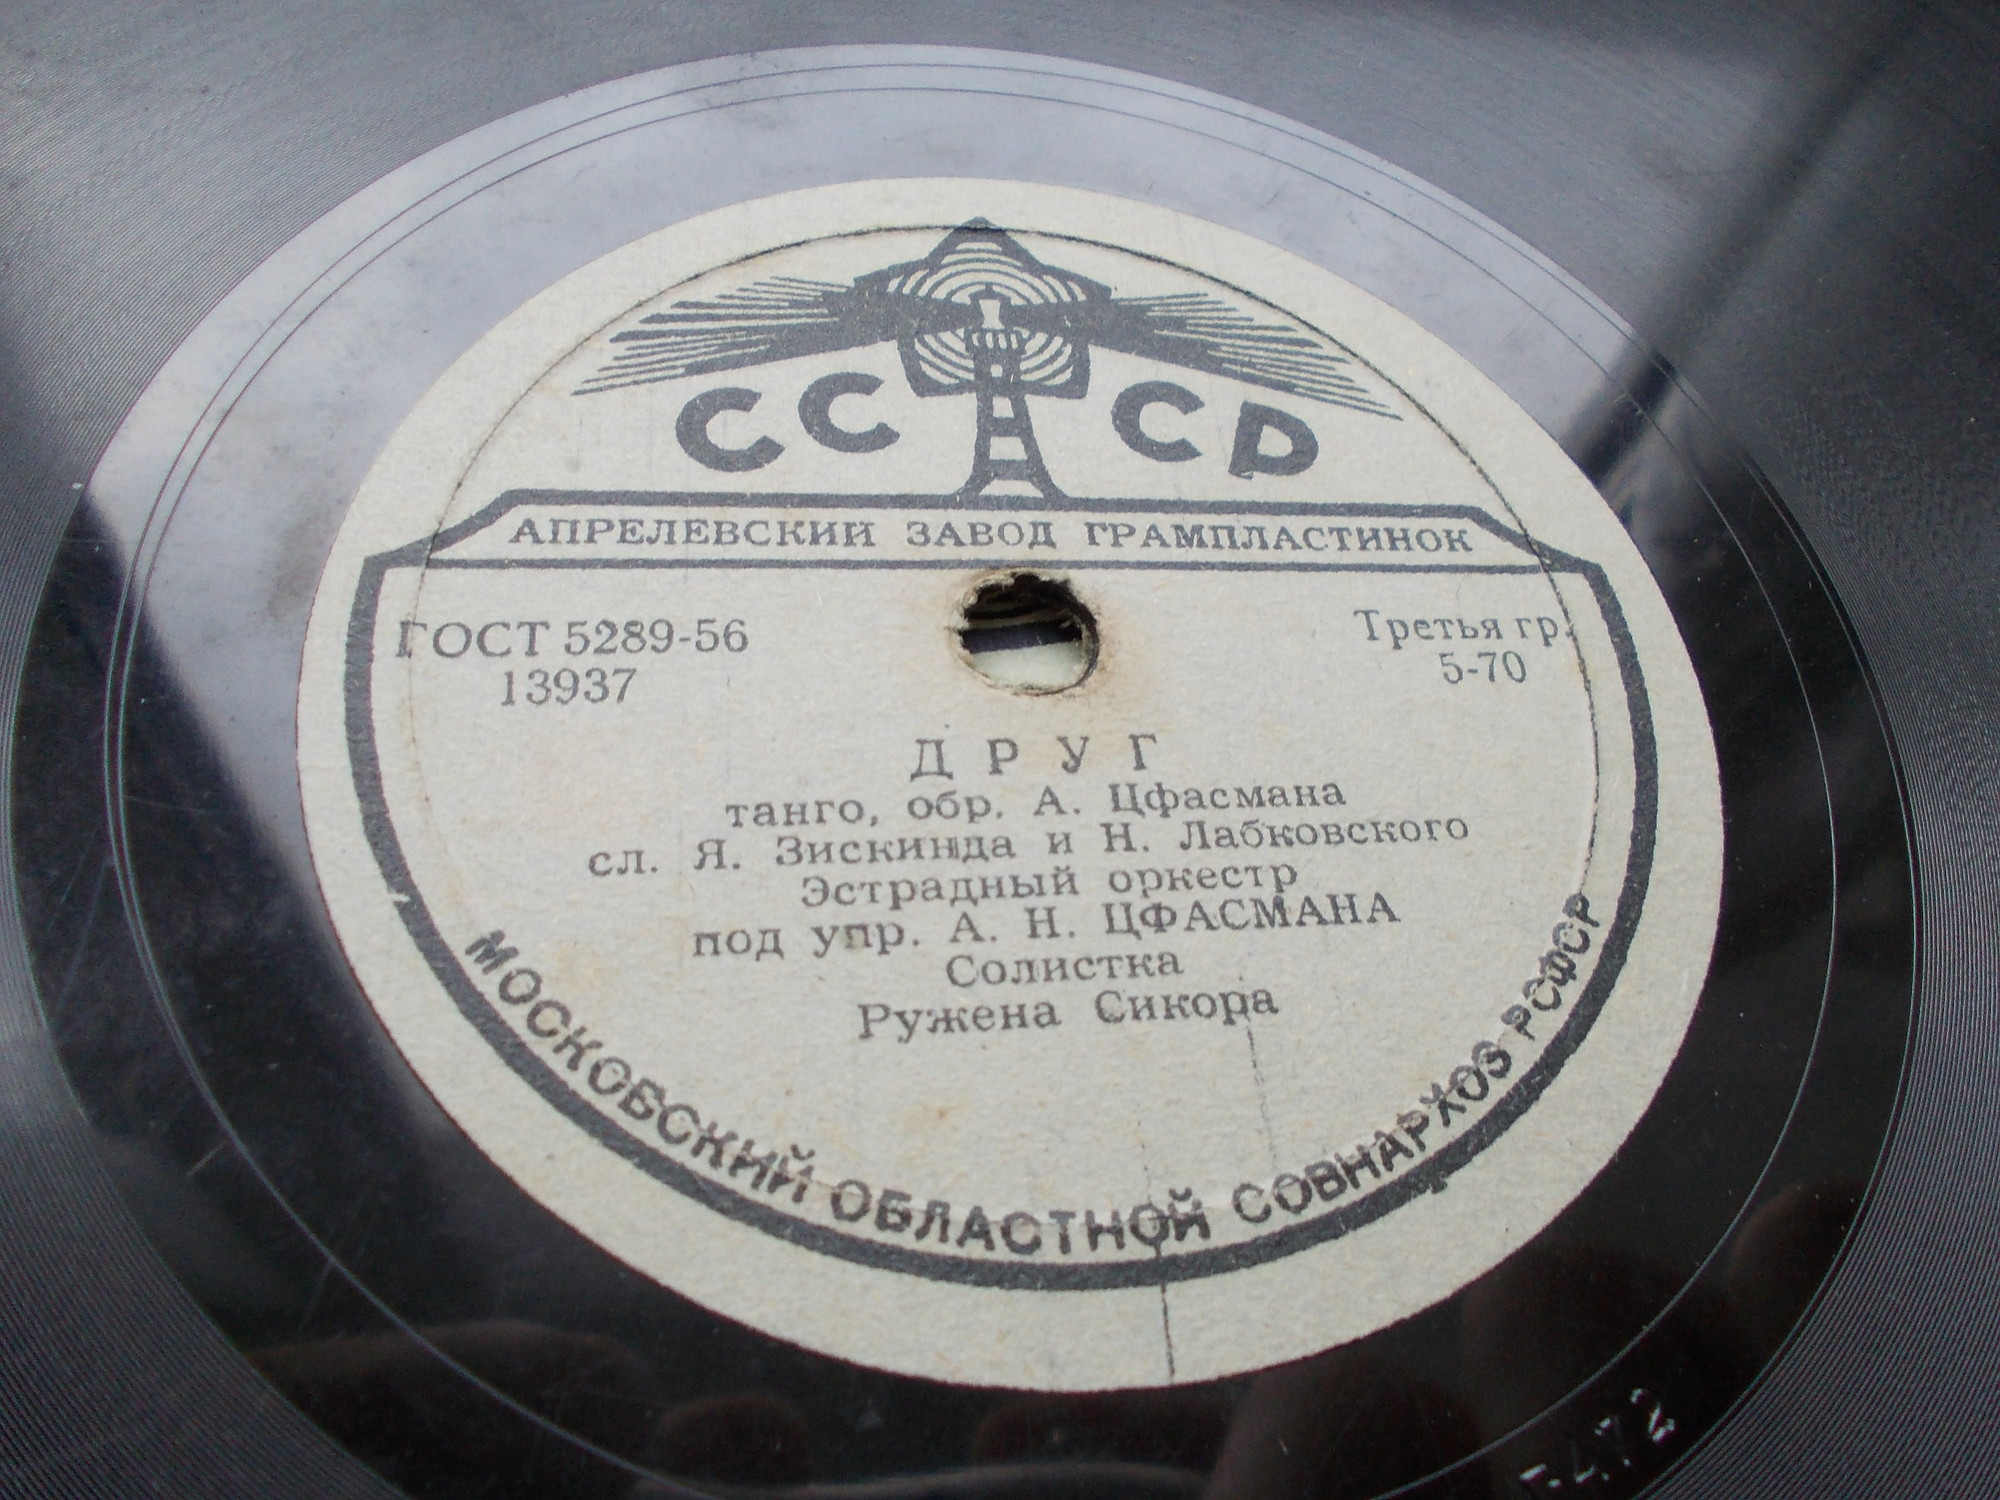 СССР
АПРЕЛЕВСКИЙ ЗАВОД ГРАМПЛАСТИНОК
ГОСТ 5289-56
13937
Третья гр.
5-70
ДРУГ
танго, обр. А. Цфасмана
сл. Я. Зискинда и Н. Лабковского
Эстрадный оркестр
под упр. А. Н. ЦФАСМАНА
Солистка
Ружена Сикора
МОСКОВСКИЙ ОБЛАСТНОЙ СОВНАРХОЗ РСФСР